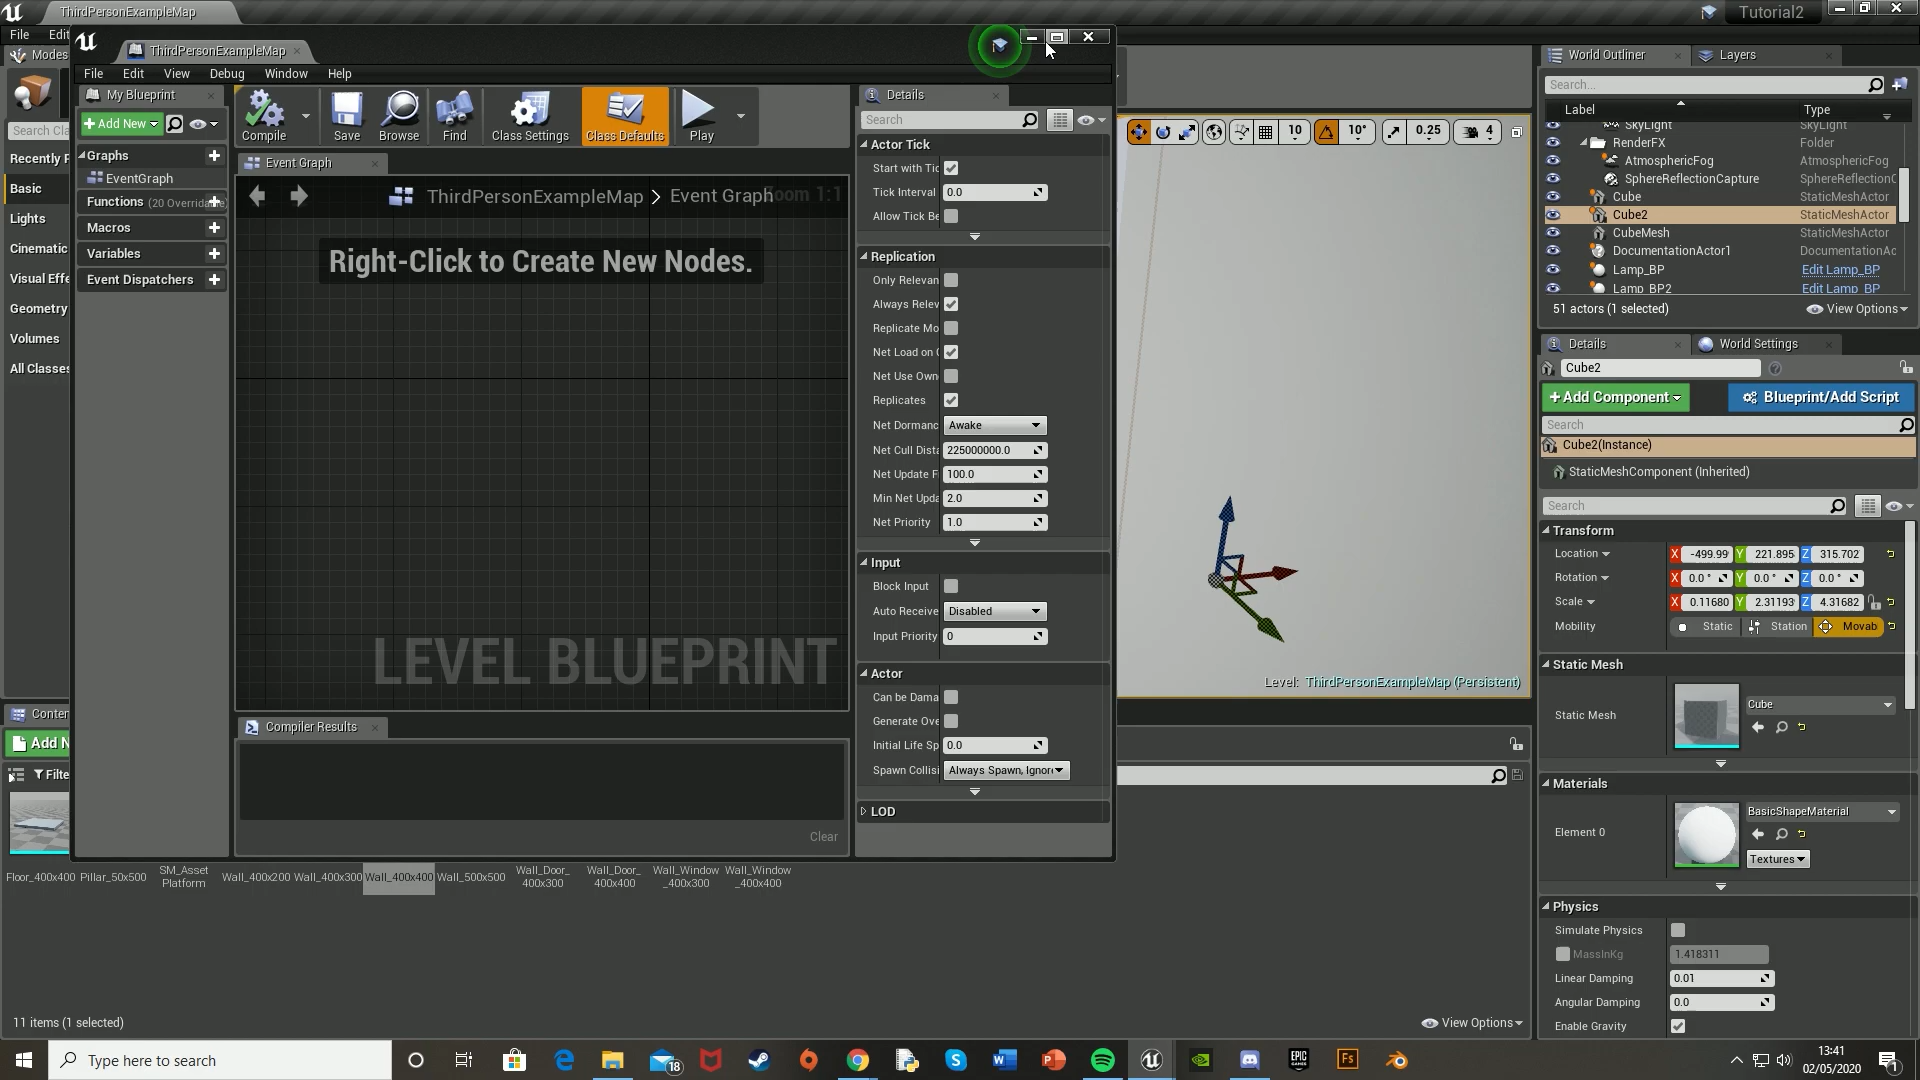 ThirdPersonExampleMap
Tutorial2
File
Edit
Modes
Search Cla
Recently P
Basic
Lights
Cinematic
Visual Effe
Geometry
Volumes
All Classes
ThirdPersonExampleMap
File Edit View Debug Window Help
My Blueprint
+ Add New
Graphs
EventGraph
Functions (20 Overridable
Macros
Variables
Event Dispatchers
Compile
Save
Browse
Find
Class Settings
Class Defaults
Play
Event Graph
ThirdPersonExampleMap > Event Graph
Zoom 1:1
Right-Click to Create New Nodes.
LEVEL BLUEPRINT
Compiler Results
Clear
Details
Search
Actor Tick
Start with Tic
Tick Interval 0.0
Allow Tick Be
Replication
Only Relevan
Always Relev
Replicate Mo
Net Load on C
Net Use Own
Replicates
Net Dormanc Awake
Net Cull Dista 225000000.0
Net Update F 100.0
Min Net Upda 2.0
Net Priority 1.0
Input
Block Input
Auto Receive Disabled
Input Priority 0
Actor
Can be Dama
Generate Ove
Initial Life Sp 0.0
Spawn Collisi Always Spawn, Ignore
LOD
10
10°
0.25
4
Level: ThirdPersonExampleMap (Persistent)
World Outliner
Layers
Search...
Label Type
SkyLight SkyLight
RenderFX Folder
AtmosphericFog AtmosphericFog
SphereReflectionCapture SphereReflectionC
Cube StaticMeshActor
Cube2 StaticMeshActor
CubeMesh StaticMeshActor
DocumentationActor1 DocumentationAc
Lamp_BP Edit Lamp_BP
Lamp_BP2 Edit Lamp_BP
51 actors (1 selected)
View Options
Details
World Settings
Cube2
+ Add Component
Blueprint/Add Script
Search
Cube2(Instance)
StaticMeshComponent (Inherited)
Search
Transform
Location X -499.99 Y 221.895 Z 315.702
Rotation X 0.0 ° Y 0.0 ° Z 0.0 °
Scale X 0.11680 Y 2.31193 Z 4.31682
Mobility Static Station Movab
Static Mesh
Static Mesh
Cube
Materials
Element 0
BasicShapeMaterial
Textures
Physics
Simulate Physics
MassInKg 1.418311
Linear Damping 0.01
Angular Damping 0.0
Enable Gravity
Conten
Add N
Filte
Floor_400x400
Pillar_50x500
SM_Asset
Platform
Wall_400x200
Wall_400x300
Wall_400x400
Wall_500x500
Wall_Door_
400x300
Wall_Door_
400x400
Wall_Window
_400x300
Wall_Window
_400x400
11 items (1 selected)
View Options
Type here to search
18
EPIC
GAMES
Fs
13:41
02/05/2020
1